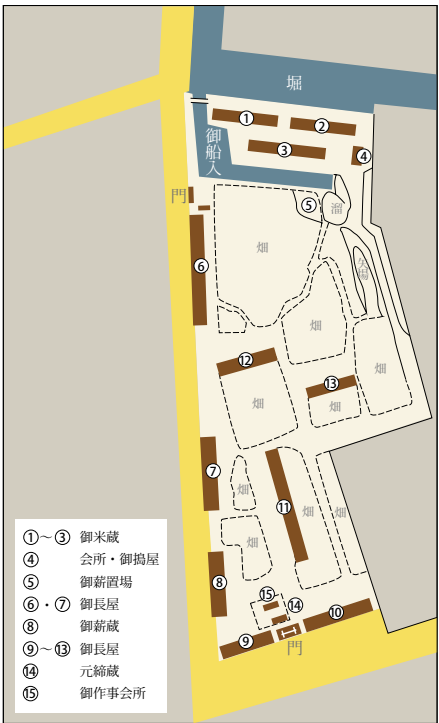 堀
①
②
③
④
御船入
門
⑤
溜
⑥
畑
矢場
畑
⑫
畑
⑬
畑
畑
⑦
畑
⑪
畑
畑
畑
⑧
⑮
⑭
⑩
⑨
門
①～③ 御米蔵
④ 会所・御搗屋
⑤ 御薪置場
⑥・⑦ 御長屋
⑧ 御薪蔵
⑨～⑬ 御長屋
⑭ 元締蔵
⑮ 御作事会所